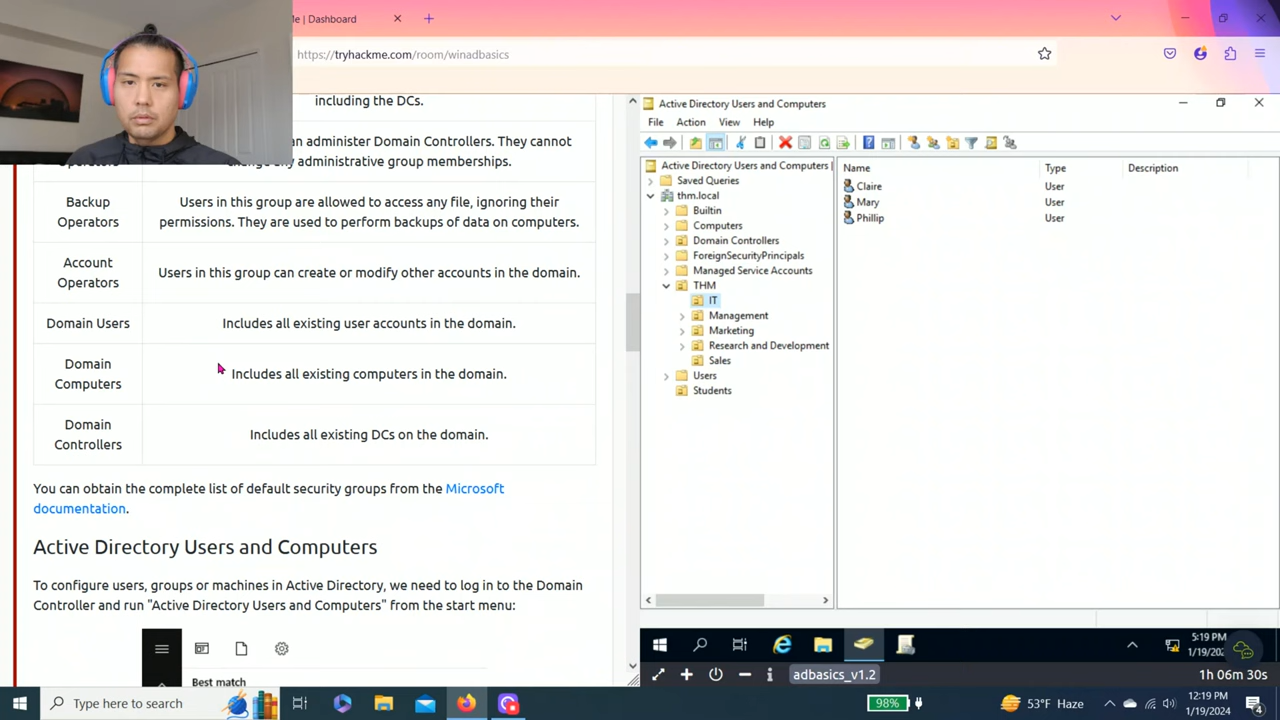 Me | Dashboard
https://tryhackme.com/room/winadbasics
including the DCs.
an administer Domain Controllers. They cannot
Operators
change any administrative group memberships.
Backup
Operators
Users in this group are allowed to access any file, ignoring their
permissions. They are used to perform backups of data on computers.
Account
Operators
Users in this group can create or modify other accounts in the domain.
Domain Users
Includes all existing user accounts in the domain.
Domain
Computers
Includes all existing computers in the domain.
Domain
Controllers
Includes all existing DCs on the domain.
You can obtain the complete list of default security groups from the Microsoft
documentation.
Active Directory Users and Computers
To configure users, groups or machines in Active Directory, we need to log in to the Domain
Controller and run "Active Directory Users and Computers" from the start menu:
Best match
Active Directory Users and Computers
File Action View Help
Active Directory Users and Computers
Saved Queries
thm.local
Builtin
Computers
Domain Controllers
ForeignSecurityPrincipals
Managed Service Accounts
THM
IT
Management
Marketing
Research and Development
Sales
Users
Students
Name Type Description
Claire User
Mary User
Phillip User
5:19 PM
1/19/20
adbasics_v1.2
1h 06m 30s
Type here to search
98%
53°F Haze
12:19 PM
1/19/2024
4